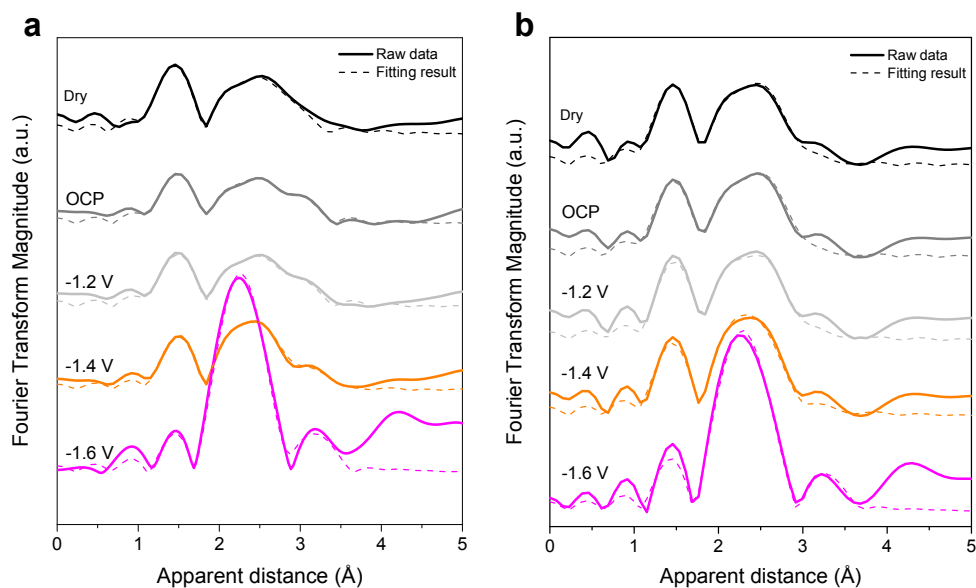 a
Raw data
Fitting result
Dry
OCP
-1.2 V
-1.4 V
-1.6 V
Fourier Transform Magnitude (a.u.)
0 1 2 3 4 5
Apparent distance (Å)
b
Raw data
Fitting result
Dry
OCP
-1.2 V
-1.4 V
-1.6 V
Fourier Transform Magnitude (a.u.)
0 1 2 3 4 5
Apparent distance (Å)